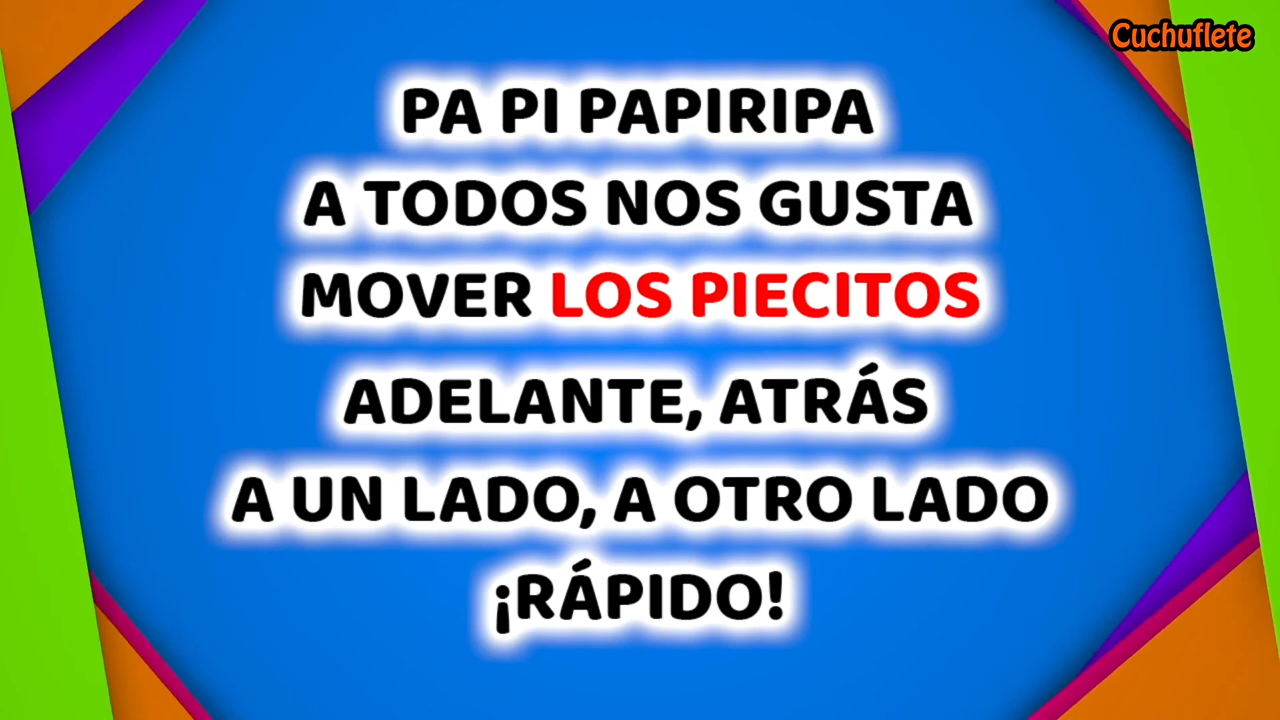 Cuchuflete
PA PI PAPIRIPA
A TODOS NOS GUSTA
MOVER LOS PIECITOS
ADELANTE, ATRÁS
A UN LADO, A OTRO LADO
¡RÁPIDO!